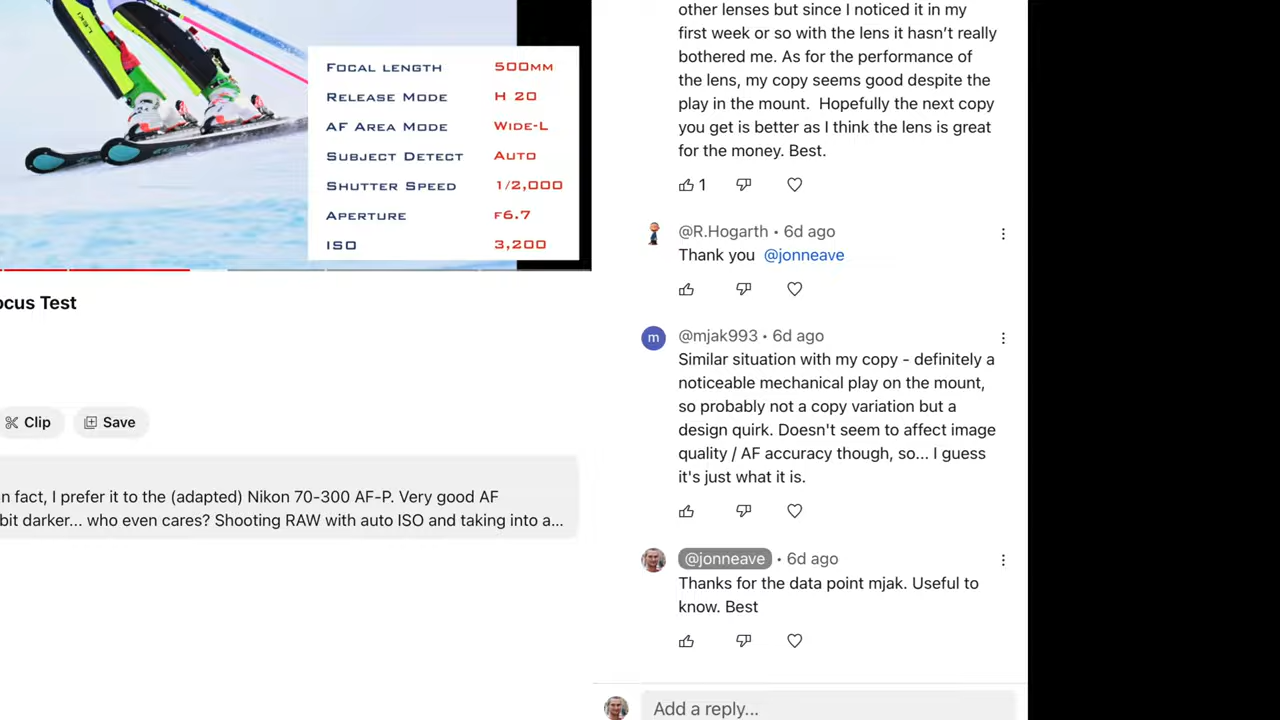 LEKI
FOCAL LENGTH 500MM
RELEASE MODE H 20
AF AREA MODE WIDE-L
SUBJECT DETECT AUTO
SHUTTER SPEED 1/2,000
APERTURE F6.7
ISO 3,200
ocus Test
Clip Save
n fact, I prefer it to the (adapted) Nikon 70-300 AF-P. Very good AF
bit darker... who even cares? Shooting RAW with auto ISO and taking into a...
other lenses but since I noticed it in my
first week or so with the lens it hasn't really
bothered me. As for the performance of
the lens, my copy seems good despite the
play in the mount. Hopefully the next copy
you get is better as I think the lens is great
for the money. Best.
1
@R.Hogarth • 6d ago
Thank you @jonneave
m
@mjak993 • 6d ago
Similar situation with my copy - definitely a
noticeable mechanical play on the mount,
so probably not a copy variation but a
design quirk. Doesn't seem to affect image
quality / AF accuracy though, so... I guess
it's just what it is.
@jonneave • 6d ago
Thanks for the data point mjak. Useful to
know. Best
Add a reply...